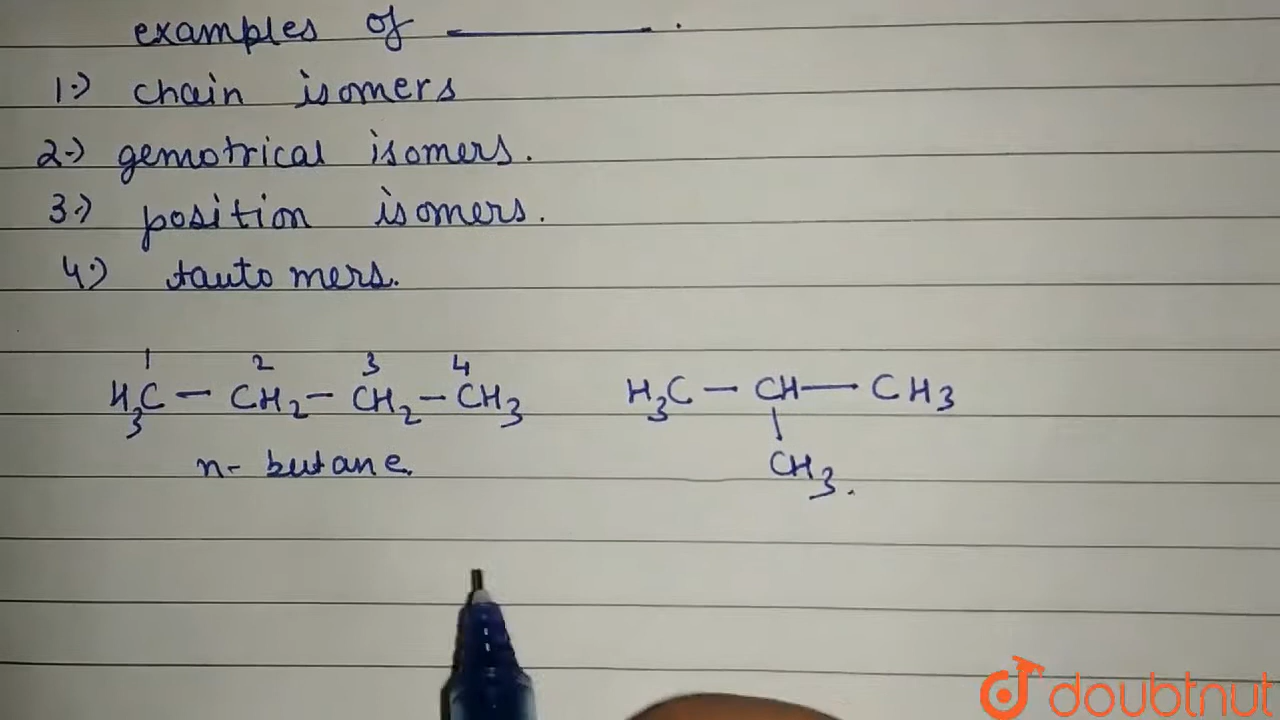 examples of ________ .
1.) chain isomers
2.) gemotrical isomers.
3.) position isomers.
4.) tautomers.
1 2 3 4
H3C - CH2 - CH2 - CH3 H3C - CH - CH3
|
n- butane. CH3.
doubtnut